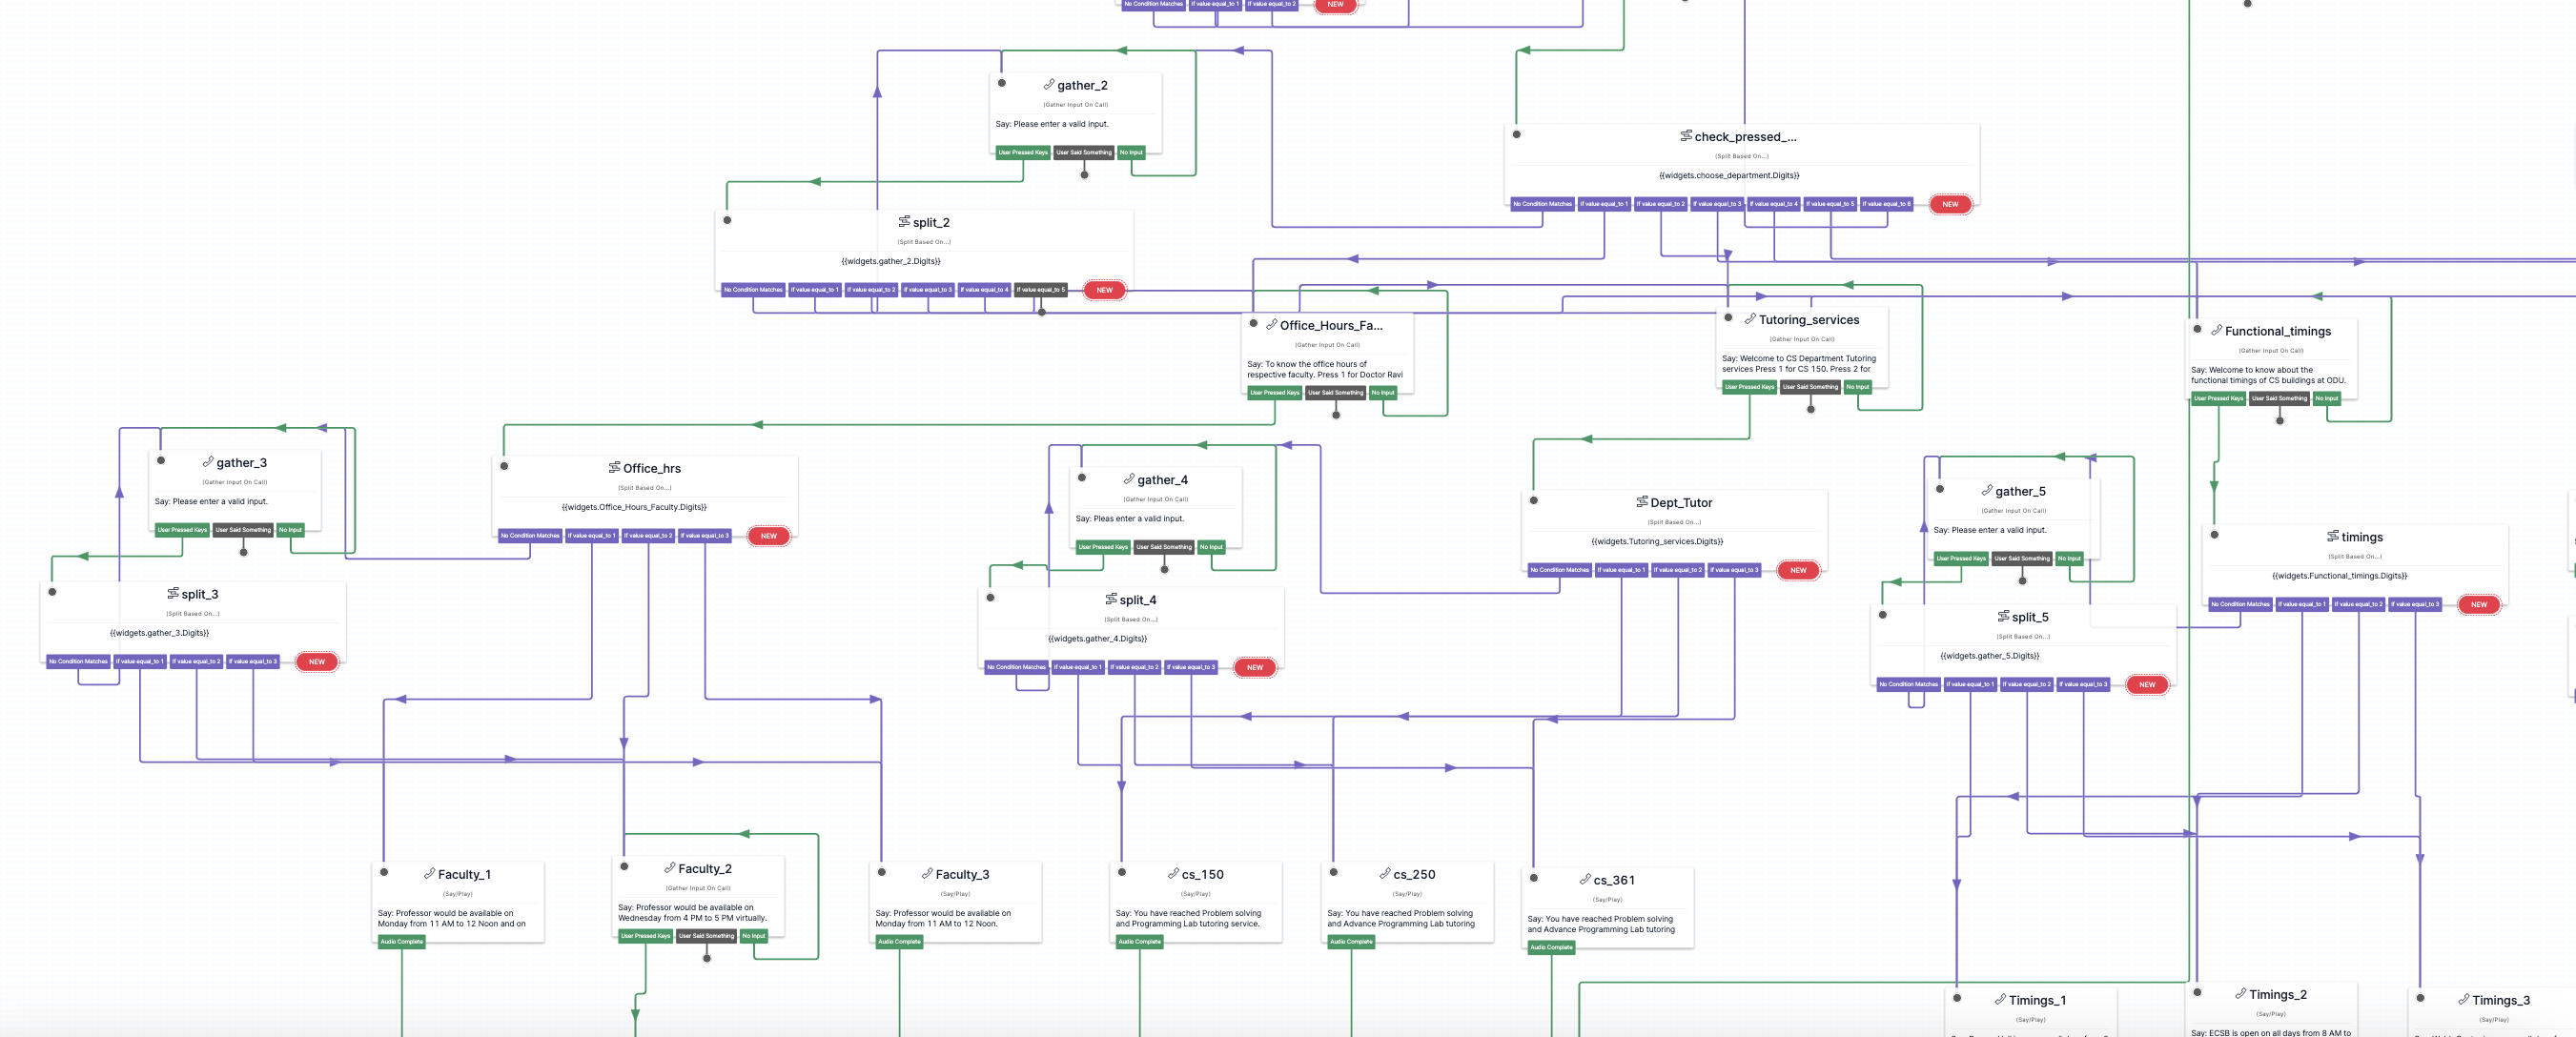 No Condition Matches If value equal_to 1 If value equal_to 2 NEW
gather_2
(Gather Input On Call)
Say: Please enter a valid input.
User Pressed Keys User Said Something No Input
check_pressed_...
(Split Based On...)
{{widgets.choose_department.Digits}}
No Condition Matches If value equal_to 1 If value equal_to 2 If value equal_to 3 If value equal_to 4 If value equal_to 5 If value equal_to 6 NEW
split_2
(Split Based On...)
{{widgets.gather_2.Digits}}
No Condition Matches If value equal_to 1 If value equal_to 2 If value equal_to 3 If value equal_to 4 If value equal_to 5 NEW
Office_Hours_Fa...
(Gather Input On Call)
Say: To know the office hours of
respective faculty. Press 1 for Doctor Ravi
User Pressed Keys User Said Something No Input
Tutoring_services
(Gather Input On Call)
Say: Welcome to CS Department Tutoring
services Press 1 for CS 150. Press 2 for
User Pressed Keys User Said Something No Input
Functional_timings
(Gather Input On Call)
Say: Welcome to know about the
functional timings of CS buildings at ODU.
User Pressed Keys User Said Something No Input
gather_3
(Gather Input On Call)
Say: Please enter a valid input.
User Pressed Keys User Said Something No Input
Office_hrs
(Split Based On...)
{{widgets.Office_Hours_Faculty.Digits}}
No Condition Matches If value equal_to 1 If value equal_to 2 If value equal_to 3 NEW
gather_4
(Gather Input On Call)
Say: Pleas enter a valid input.
User Pressed Keys User Said Something No Input
Dept_Tutor
(Split Based On...)
{{widgets.Tutoring_services.Digits}}
No Condition Matches If value equal_to 1 If value equal_to 2 If value equal_to 3 NEW
gather_5
(Gather Input On Call)
Say: Please enter a valid input.
User Pressed Keys User Said Something No Input
timings
(Split Based On...)
{{widgets.Functional_timings.Digits}}
No Condition Matches If value equal_to 1 If value equal_to 2 If value equal_to 3 NEW
split_3
(Split Based On...)
{{widgets.gather_3.Digits}}
No Condition Matches If value equal_to 1 If value equal_to 2 If value equal_to 3 NEW
split_4
(Split Based On...)
{{widgets.gather_4.Digits}}
No Condition Matches If value equal_to 1 If value equal_to 2 If value equal_to 3 NEW
split_5
(Split Based On...)
{{widgets.gather_5.Digits}}
No Condition Matches If value equal_to 1 If value equal_to 2 If value equal_to 3 NEW
Faculty_1
(Say/Play)
Say: Professor would be available on
Monday from 11 AM to 12 Noon and on
Audio Complete
Faculty_2
(Gather Input On Call)
Say: Professor would be available on
Wednesday from 4 PM to 5 PM virtually.
User Pressed Keys User Said Something No Input
Faculty_3
(Say/Play)
Say: Professor would be available on
Monday from 11 AM to 12 Noon.
Audio Complete
cs_150
(Say/Play)
Say: You have reached Problem solving
and Programming Lab tutoring service.
Audio Complete
cs_250
(Say/Play)
Say: You have reached Problem solving
and Advance Programming Lab tutoring
Audio Complete
cs_361
(Say/Play)
Say: You have reached Problem solving
and Advance Programming Lab tutoring
Audio Complete
Timings_1
(Say/Play)
Timings_2
(Say/Play)
Say: ECSB is open on all days from 8 AM to
Timings_3
(Say/Play)